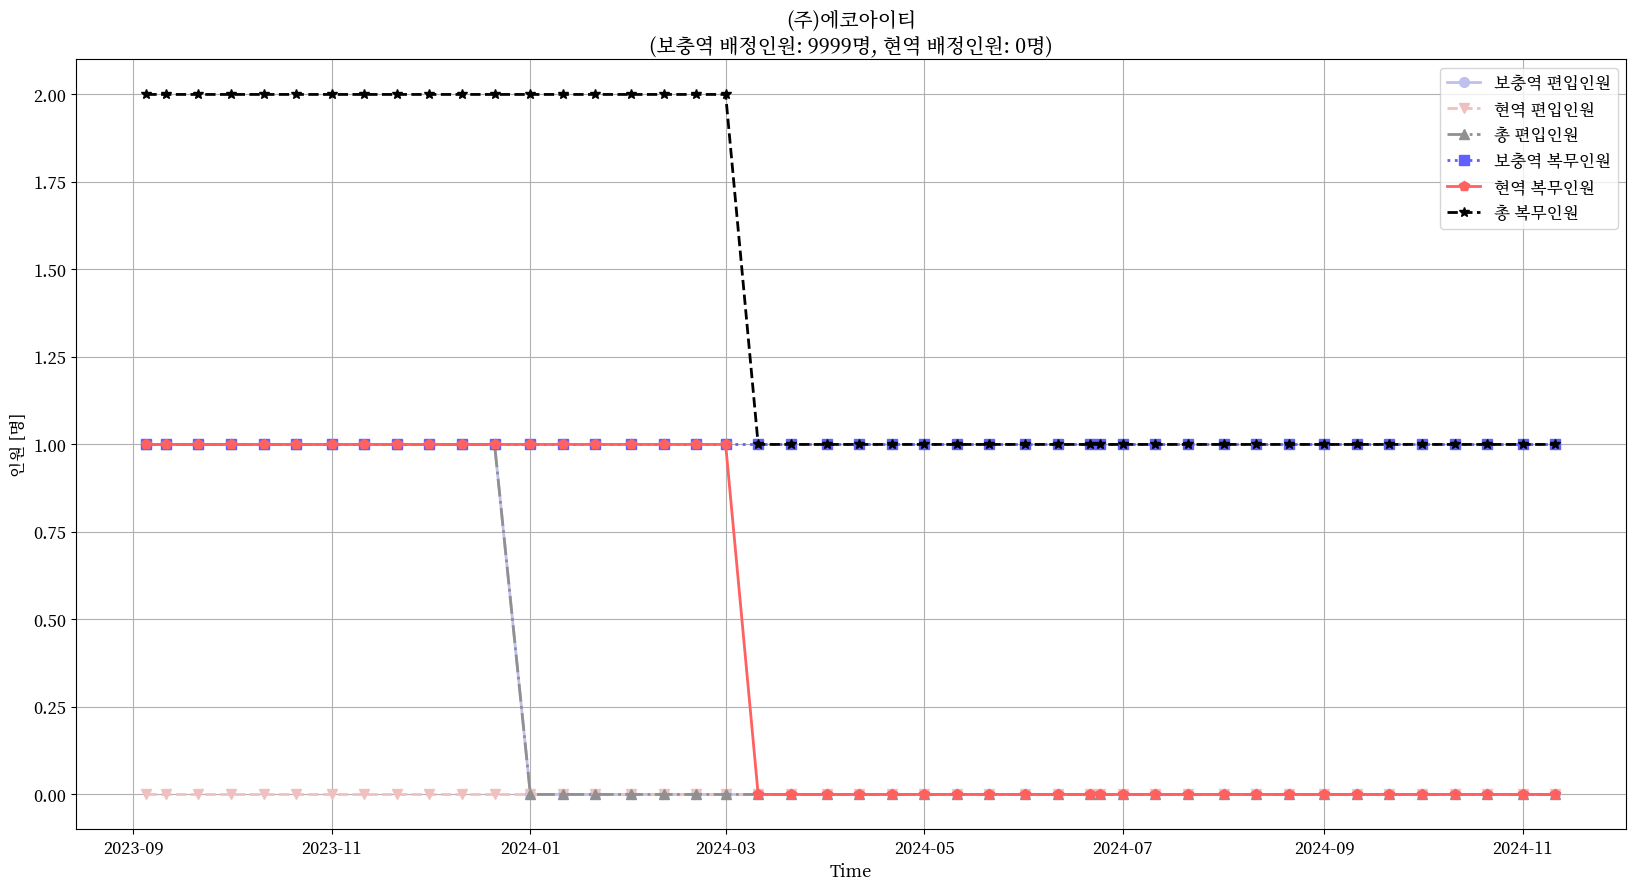 (주)에코아이티
(보충역 배정인원: 9999명, 현역 배정인원: 0명)
보충역 편입인원
현역 편입인원
총 편입인원
보충역 복무인원
현역 복무인원
총 복무인원
2.00
1.75
1.50
1.25
1.00
0.75
0.50
0.25
0.00
인원 [명]
2023-09 2023-11 2024-01 2024-03 2024-05 2024-07 2024-09 2024-11
Time